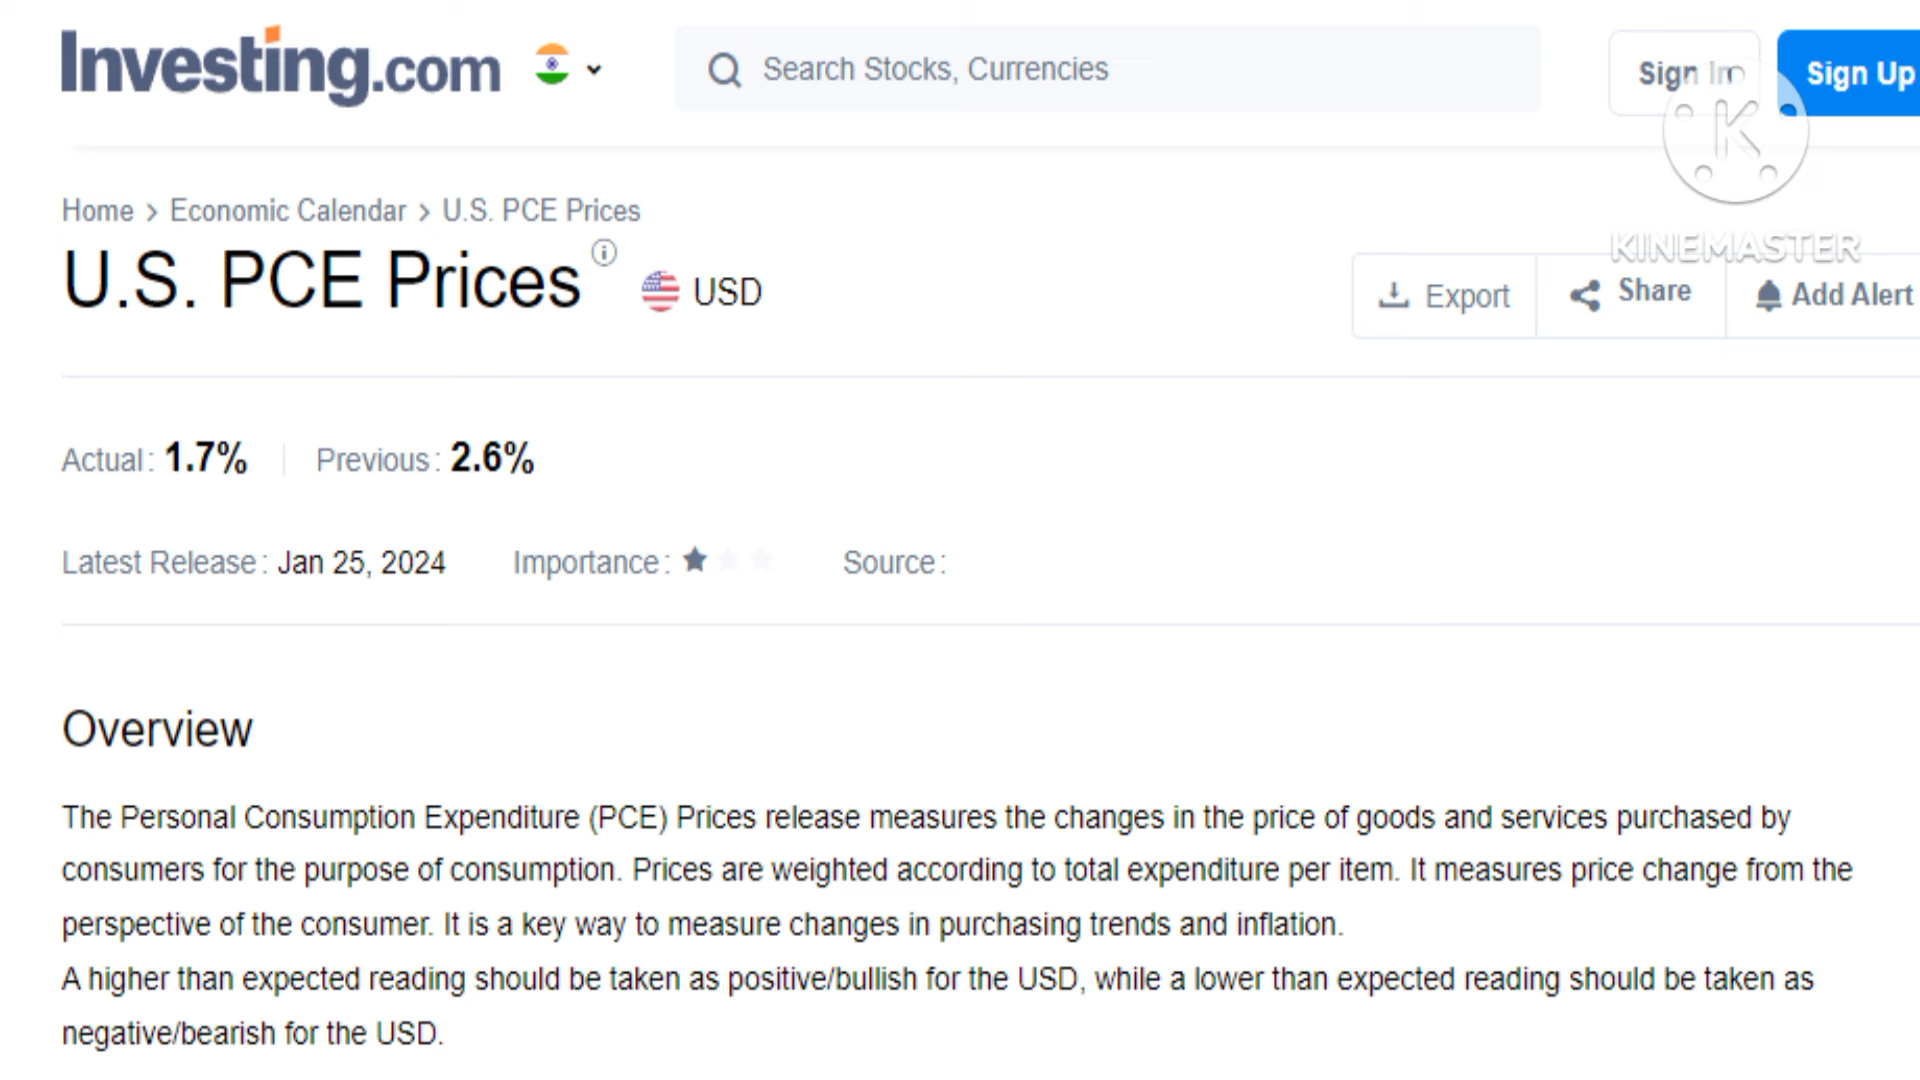 Investing.com
Search Stocks, Currencies
Sign In
Sign Up
K
KINEMASTER
Home > Economic Calendar > U.S. PCE Prices
U.S. PCE Prices
USD
Export
Share
Add Alert
Actual: 1.7%
Previous: 2.6%
Latest Release: Jan 25, 2024
Importance:
Source:
Overview
The Personal Consumption Expenditure (PCE) Prices release measures the changes in the price of goods and services purchased by
consumers for the purpose of consumption. Prices are weighted according to total expenditure per item. It measures price change from the
perspective of the consumer. It is a key way to measure changes in purchasing trends and inflation.
A higher than expected reading should be taken as positive/bullish for the USD, while a lower than expected reading should be taken as
negative/bearish for the USD.